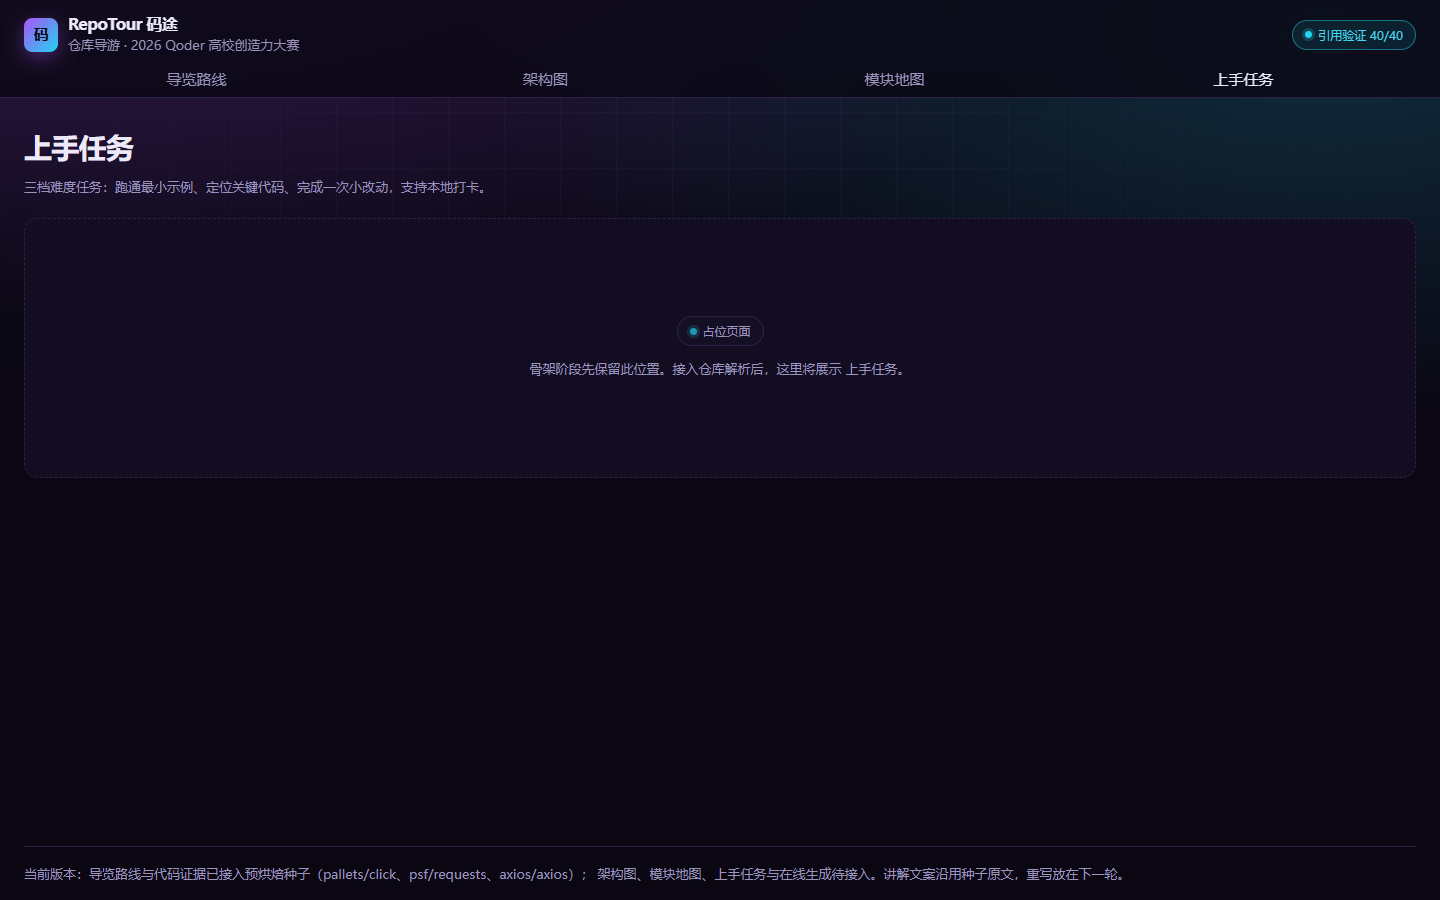 码
RepoTour 码途
仓库导游 · 2026 Qoder 高校创造力大赛
引用验证 40/40
导览路线
架构图
模块地图
上手任务
上手任务
三档难度任务：跑通最小示例、定位关键代码、完成一次小改动，支持本地打卡。
占位页面
骨架阶段先保留此位置。接入仓库解析后，这里将展示 上手任务。
当前版本：导览路线与代码证据已接入预烘焙种子（pallets/click、psf/requests、axios/axios）； 架构图、模块地图、上手任务与在线生成待接入。讲解文案沿用种子原文，重写放在下一轮。